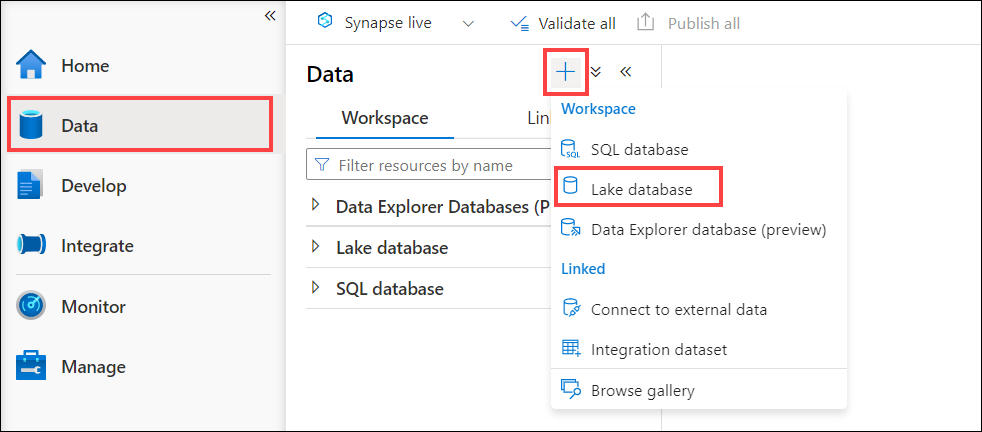 «
Home
Data
Develop
Integrate
Monitor
Manage
Synapse live
Validate all
Publish all
Data
«
Workspace
Lin
Filter resources by name
Data Explorer Databases (P
Lake database
SQL database
Workspace
SQL
SQL database
Lake database
Data Explorer database (preview)
Linked
Connect to external data
Integration dataset
Browse gallery